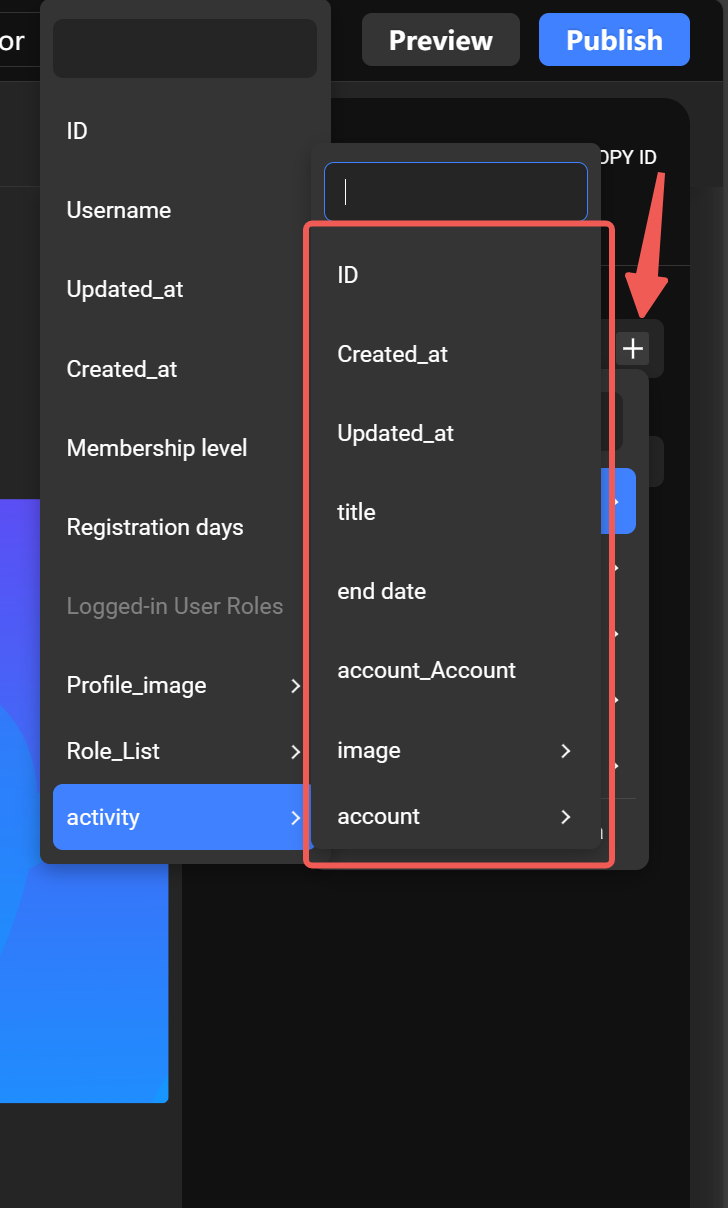 or
Preview
Publish
OPY ID
ID
Username
Updated_at
Created_at
Membership level
Registration days
Logged-in User Roles
Profile_image
Role_List
activity
ID
Created_at
Updated_at
title
end date
account_Account
image
account